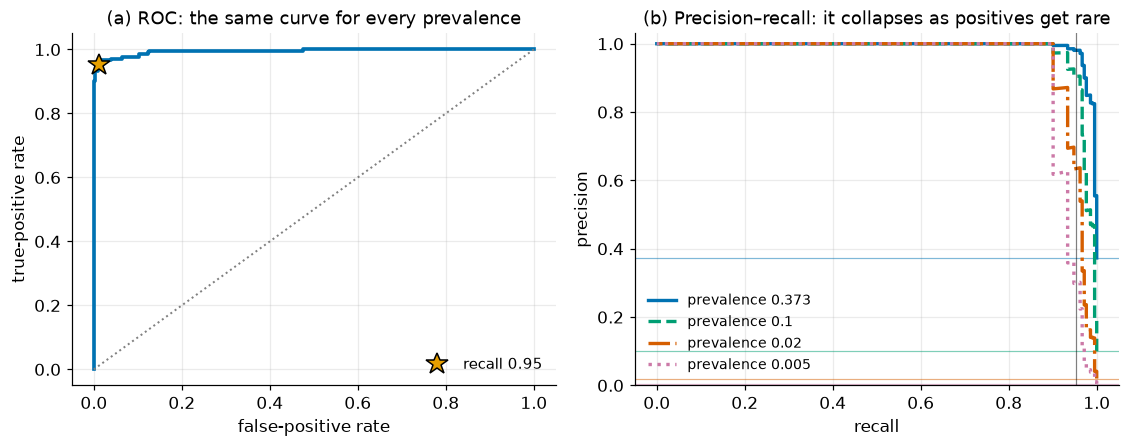 (a) ROC: the same curve for every prevalence
1.0
0.8
0.6
0.4
0.2
0.0
true-positive rate
recall 0.95
0.0 0.2 0.4 0.6 0.8 1.0
false-positive rate
(b) Precision–recall: it collapses as positives get rare
1.0
0.8
0.6
0.4
0.2
0.0
precision
prevalence 0.373
prevalence 0.1
prevalence 0.02
prevalence 0.005
0.0 0.2 0.4 0.6 0.8 1.0
recall